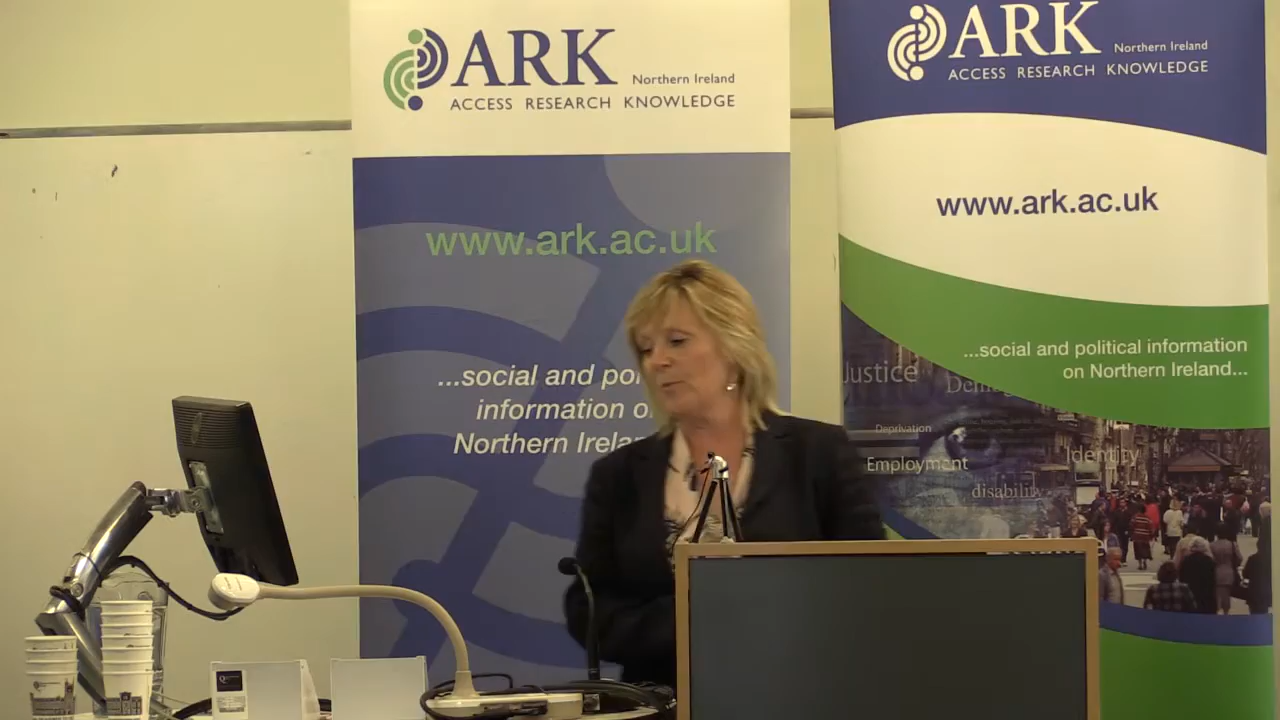 ARK
Northern Ireland
ACCESS RESEARCH KNOWLEDGE
www.ark.ac.uk
...social and po
information o
Northern Irela
ARK
Northern Ireland
ACCESS RESEARCH KNOWLEDGE
www.ark.ac.uk
...social and political information
on Northern Ireland...
Justice
Deprivation
Employment
Identity
disability